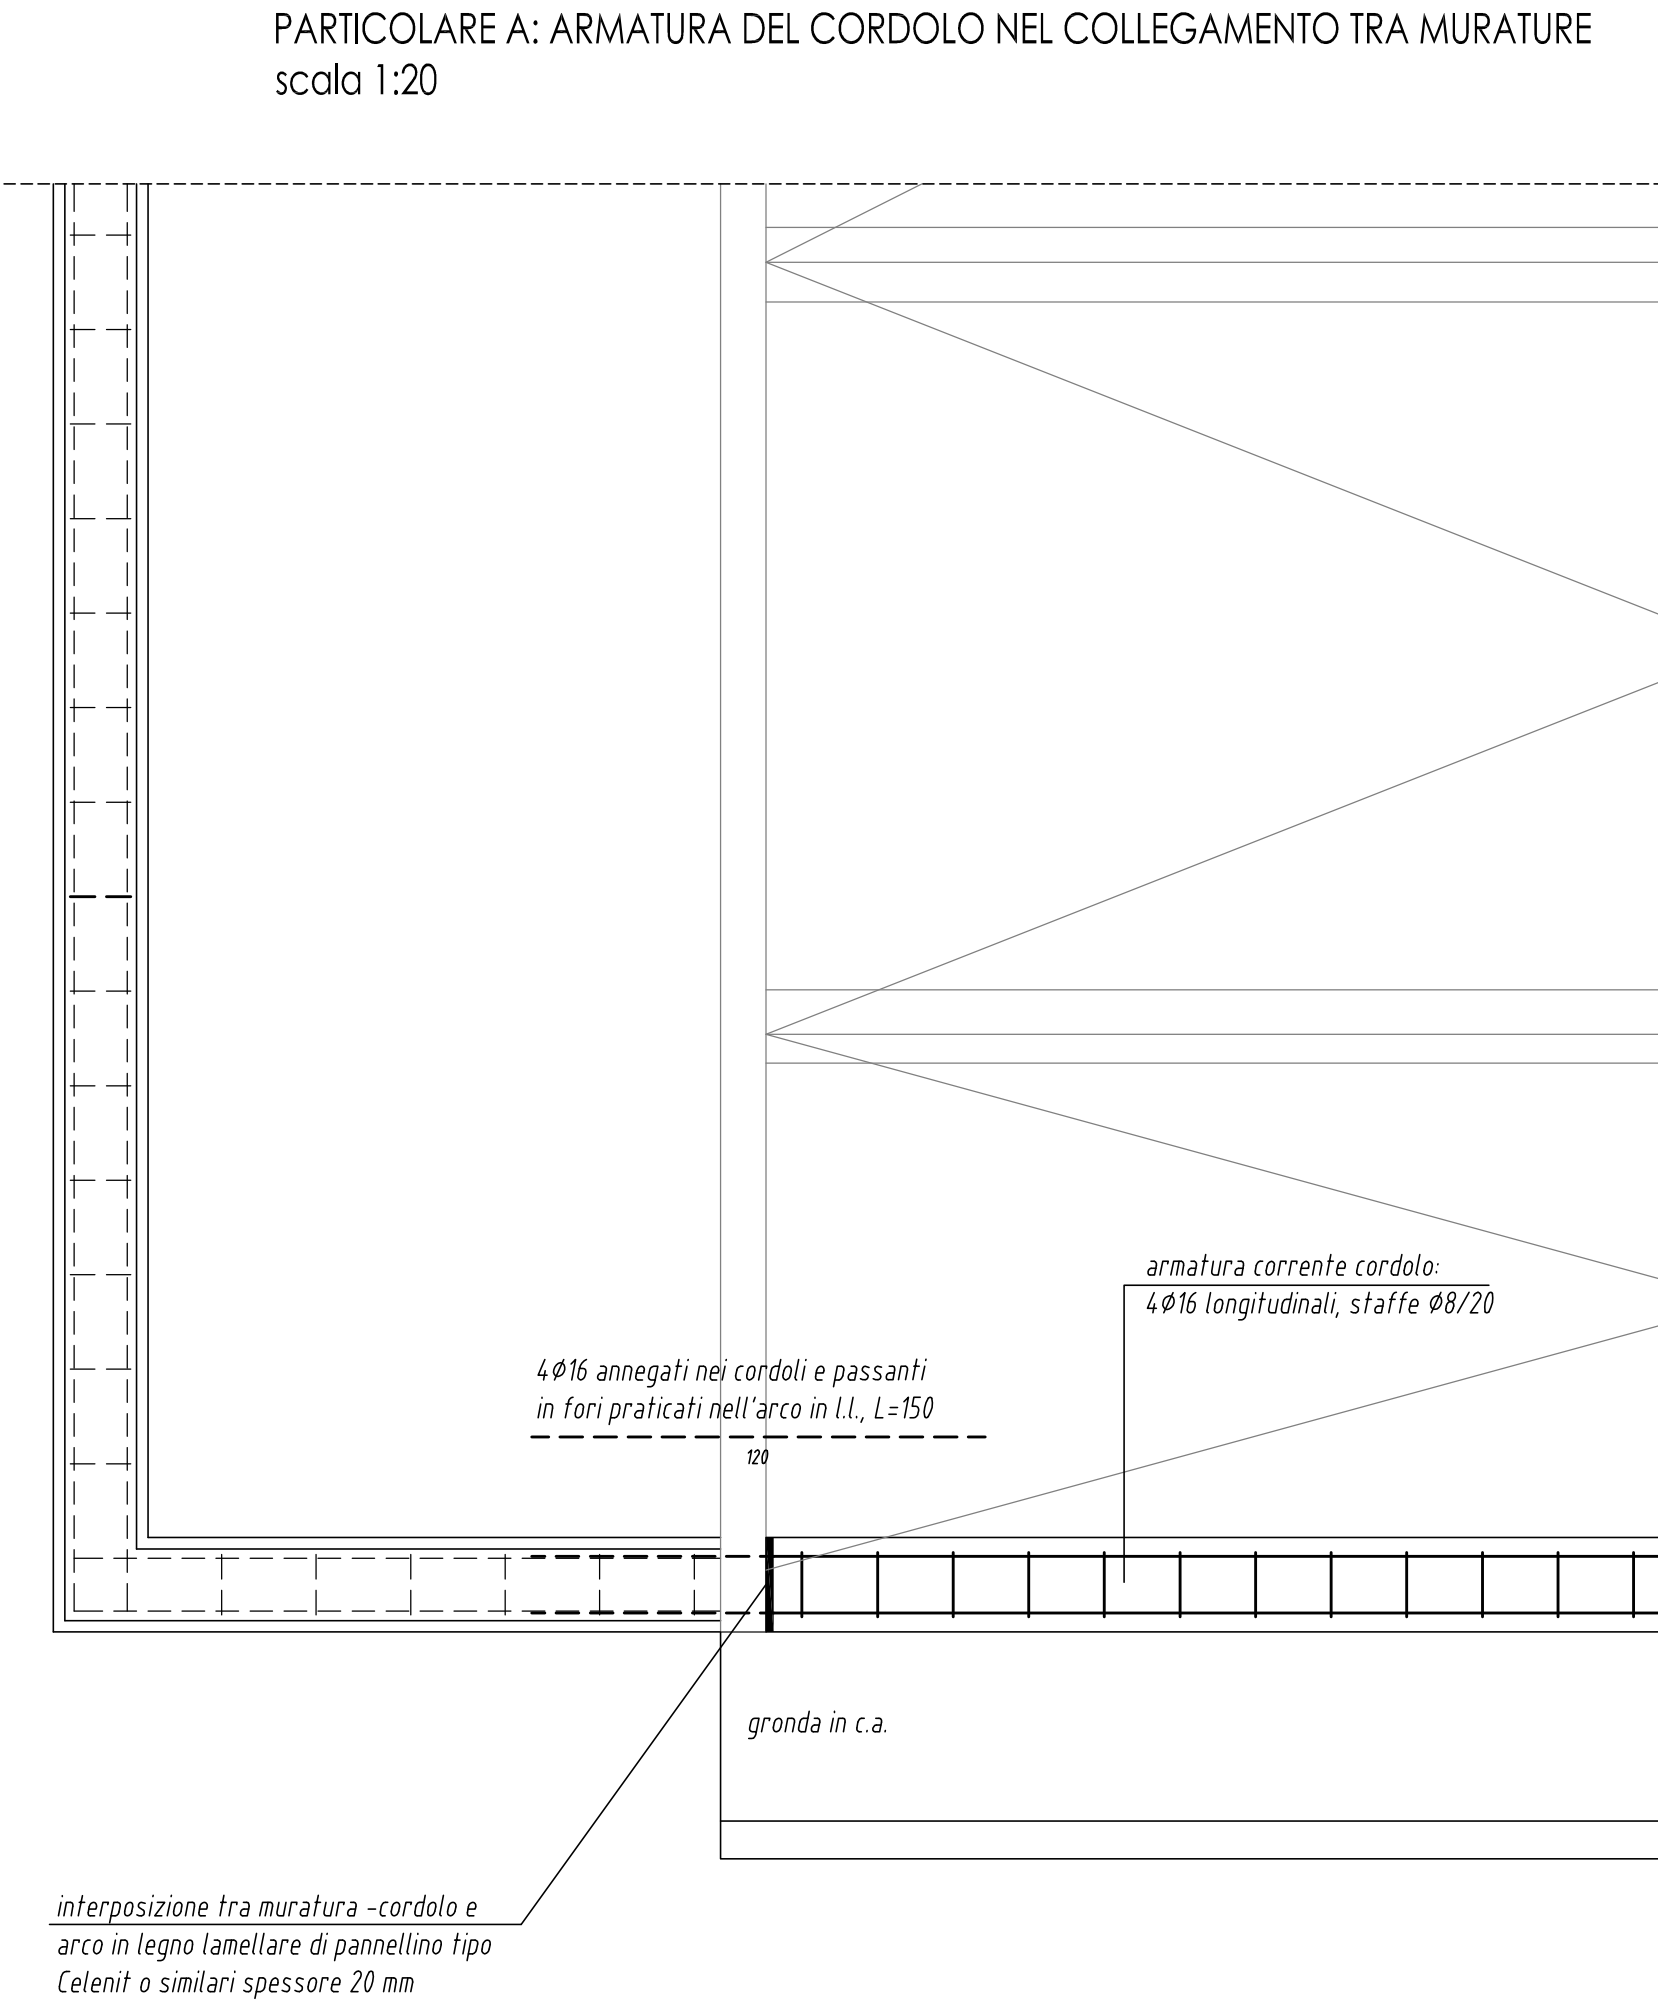 PARTICOLARE A: ARMATURA DEL CORDOLO NEL COLLEGAMENTO TRA MURATURE
scala 1:20
armatura corrente cordolo:
4Ø16 longitudinali, staffe Ø8/20
4Ø16 annegati nei cordoli e passanti
in fori praticati nell'arco in l.l., L=150
120
gronda in c.a.
interposizione tra muratura -cordolo e
arco in legno lamellare di pannellino tipo
Celenit o similari spessore 20 mm